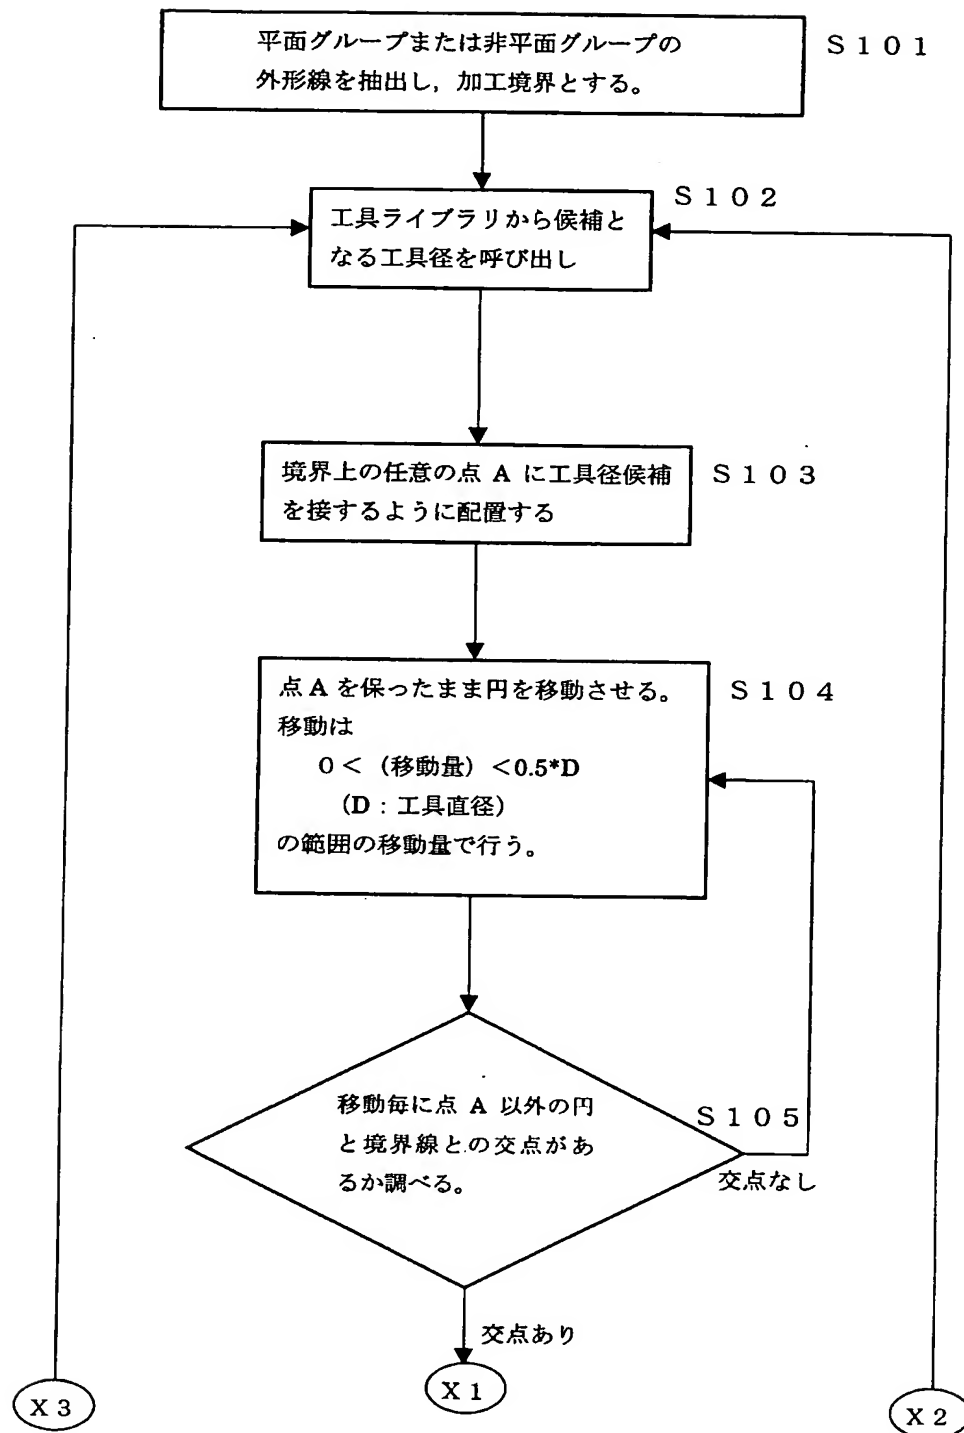 平面グループまたは非平面グループの
外形線を抽出し，加工境界とする。
S101
工具ライブラリから候補と
なる工具径を呼び出し
S102
境界上の任意の点 A に工具径候補
を接するように配置する
S103
点Aを保ったまま円を移動させる。
移動は
0＜（移動量）＜0.5*D
（D：工具直径）
の範囲の移動量で行う。
S104
移動毎に点 A 以外の円
と境界線との交点があ
るか調べる。
S105
交点なし
交点あり
X3
X1
X2